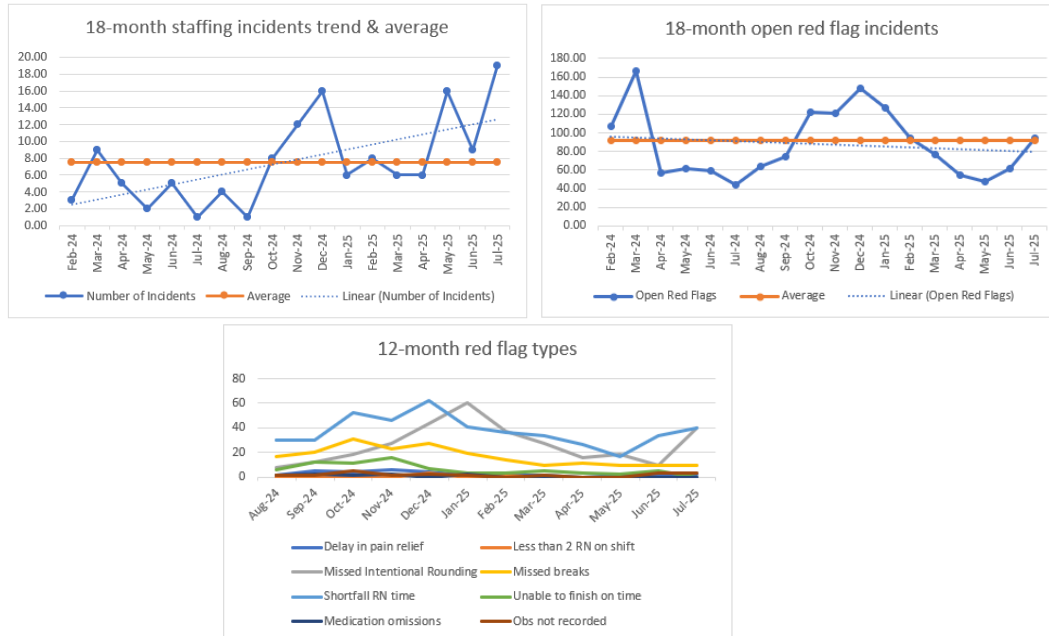 18-month staffing incidents trend & average
20.00
18.00
16.00
14.00
12.00
10.00
8.00
6.00
4.00
2.00
0.00
Feb-24 Mar-24 Apr-24 May-24 Jun-24 Jul-24 Aug-24 Sep-24 Oct-24 Nov-24 Dec-24 Jan-25 Feb-25 Mar-25 Apr-25 May-25 Jun-25 Jul-25
Number of Incidents Average Linear (Number of Incidents)
18-month open red flag incidents
180.00
160.00
140.00
120.00
100.00
80.00
60.00
40.00
20.00
0.00
Feb-24 Mar-24 Apr-24 May-24 Jun-24 Jul-24 Aug-24 Sep-24 Oct-24 Nov-24 Dec-24 Jan-25 Feb-25 Mar-25 Apr-25 May-25 Jun-25 Jul-25
Open Red Flags Average Linear (Open Red Flags)
12-month red flag types
80
60
40
20
0
Aug-24 Sep-24 Oct-24 Nov-24 Dec-24 Jan-25 Feb-25 Mar-25 Apr-25 May-25 Jun-25 Jul-25
Delay in pain relief Less than 2 RN on shift
Missed Intentional Rounding Missed breaks
Shortfall RN time Unable to finish on time
Medication omissions Obs not recorded